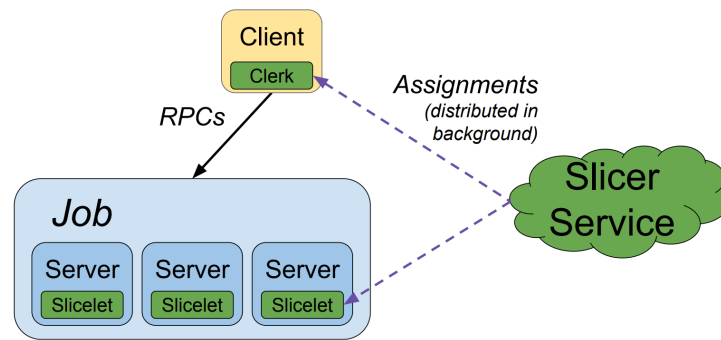 Client
Clerk
Assignments
(distributed in
background)
RPCs
Slicer
Service
Job
Server
Server
Server
Slicelet
Slicelet
Slicelet